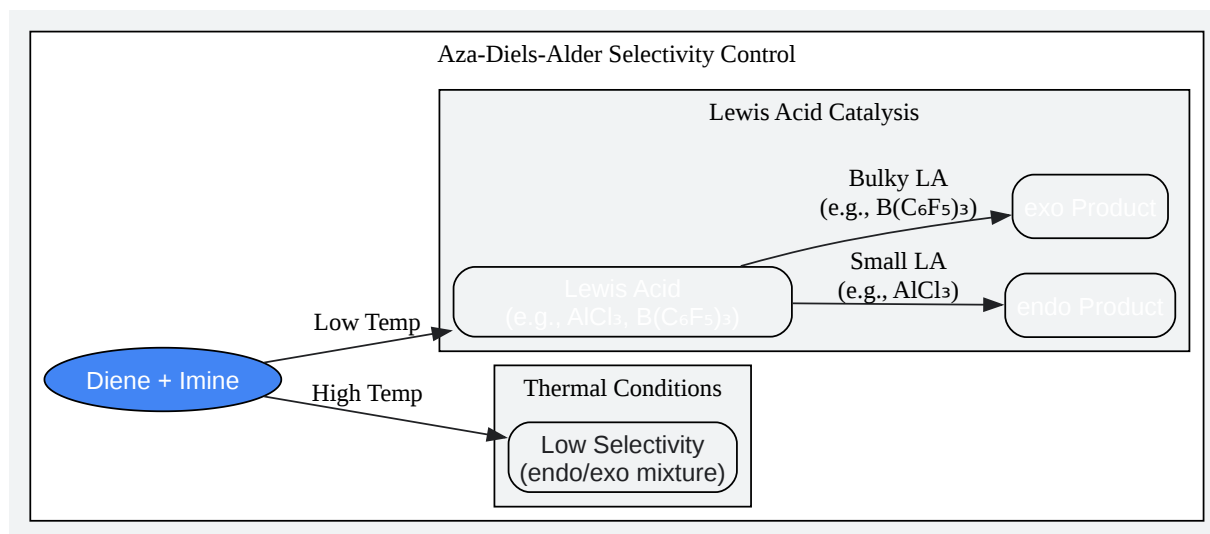 Aza-Diels-Alder Selectivity Control
Lewis Acid Catalysis
Bulky LA
(e.g., B(C₆F₅)₃)
exo Product
Small LA
(e.g., AlCl₃)
endo Product
Lewis Acid
(e.g., AlCl₃, B(C₆F₅)₃)
Low Temp
Diene + Imine
High Temp
Thermal Conditions
Low Selectivity
(endo/exo mixture)